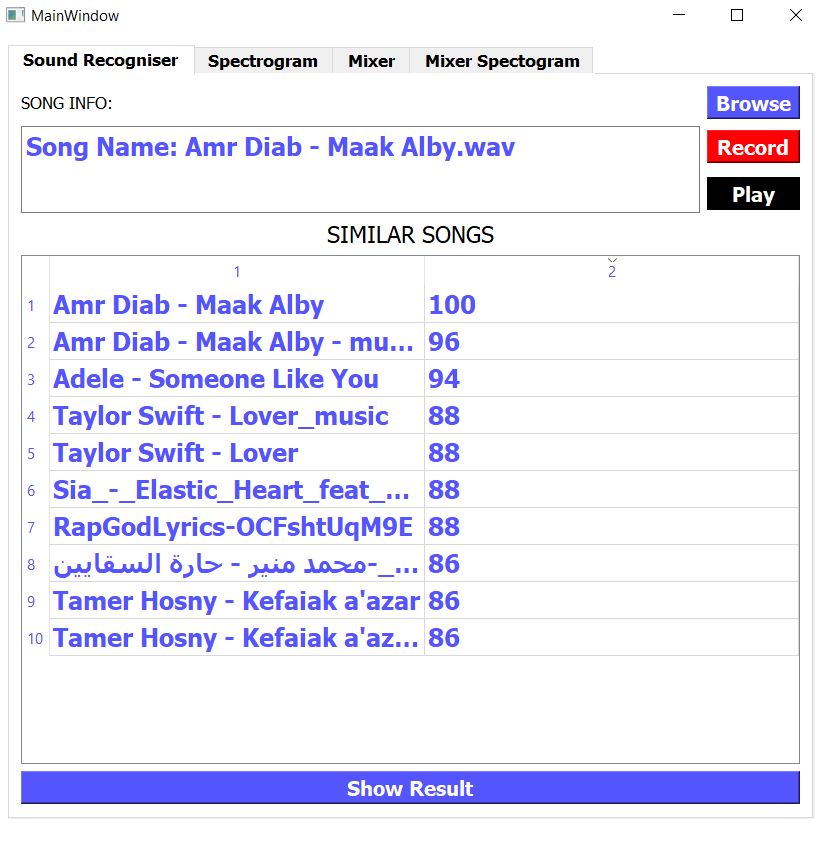 MainWindow
Sound Recogniser Spectrogram Mixer Mixer Spectogram
SONG INFO:
Browse
Song Name: Amr Diab - Maak Alby.wav
Record
Play
SIMILAR SONGS
1 2
1 Amr Diab - Maak Alby 100
2 Amr Diab - Maak Alby - mu... 96
3 Adele - Someone Like You 94
4 Taylor Swift - Lover_music 88
5 Taylor Swift - Lover 88
6 Sia_-_Elastic_Heart_feat_... 88
7 RapGodLyrics-OCFshtUqM9E 88
8 محمد منير - حارة السقايين-_... 86
9 Tamer Hosny - Kefaiak a'azar 86
10 Tamer Hosny - Kefaiak a'az... 86
Show Result